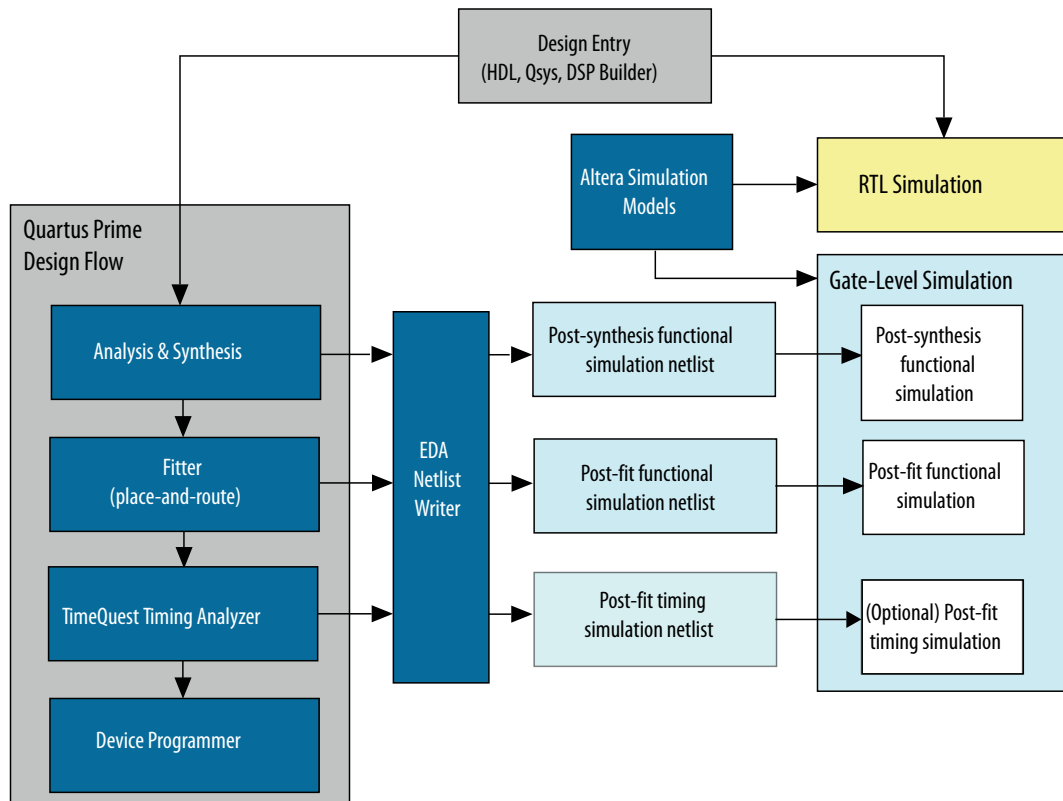 Design Entry
(HDL, Qsys, DSP Builder)
Altera Simulation
Models
RTL Simulation
Quartus Prime
Design Flow
Gate-Level Simulation
Analysis & Synthesis
Post-synthesis functional
simulation netlist
Post-synthesis
functional
simulation
Fitter
(place-and-route)
EDA
Netlist
Writer
Post-fit functional
simulation netlist
Post-fit functional
simulation
TimeQuest Timing Analyzer
Post-fit timing
simulation netlist
(Optional) Post-fit
timing simulation
Device Programmer